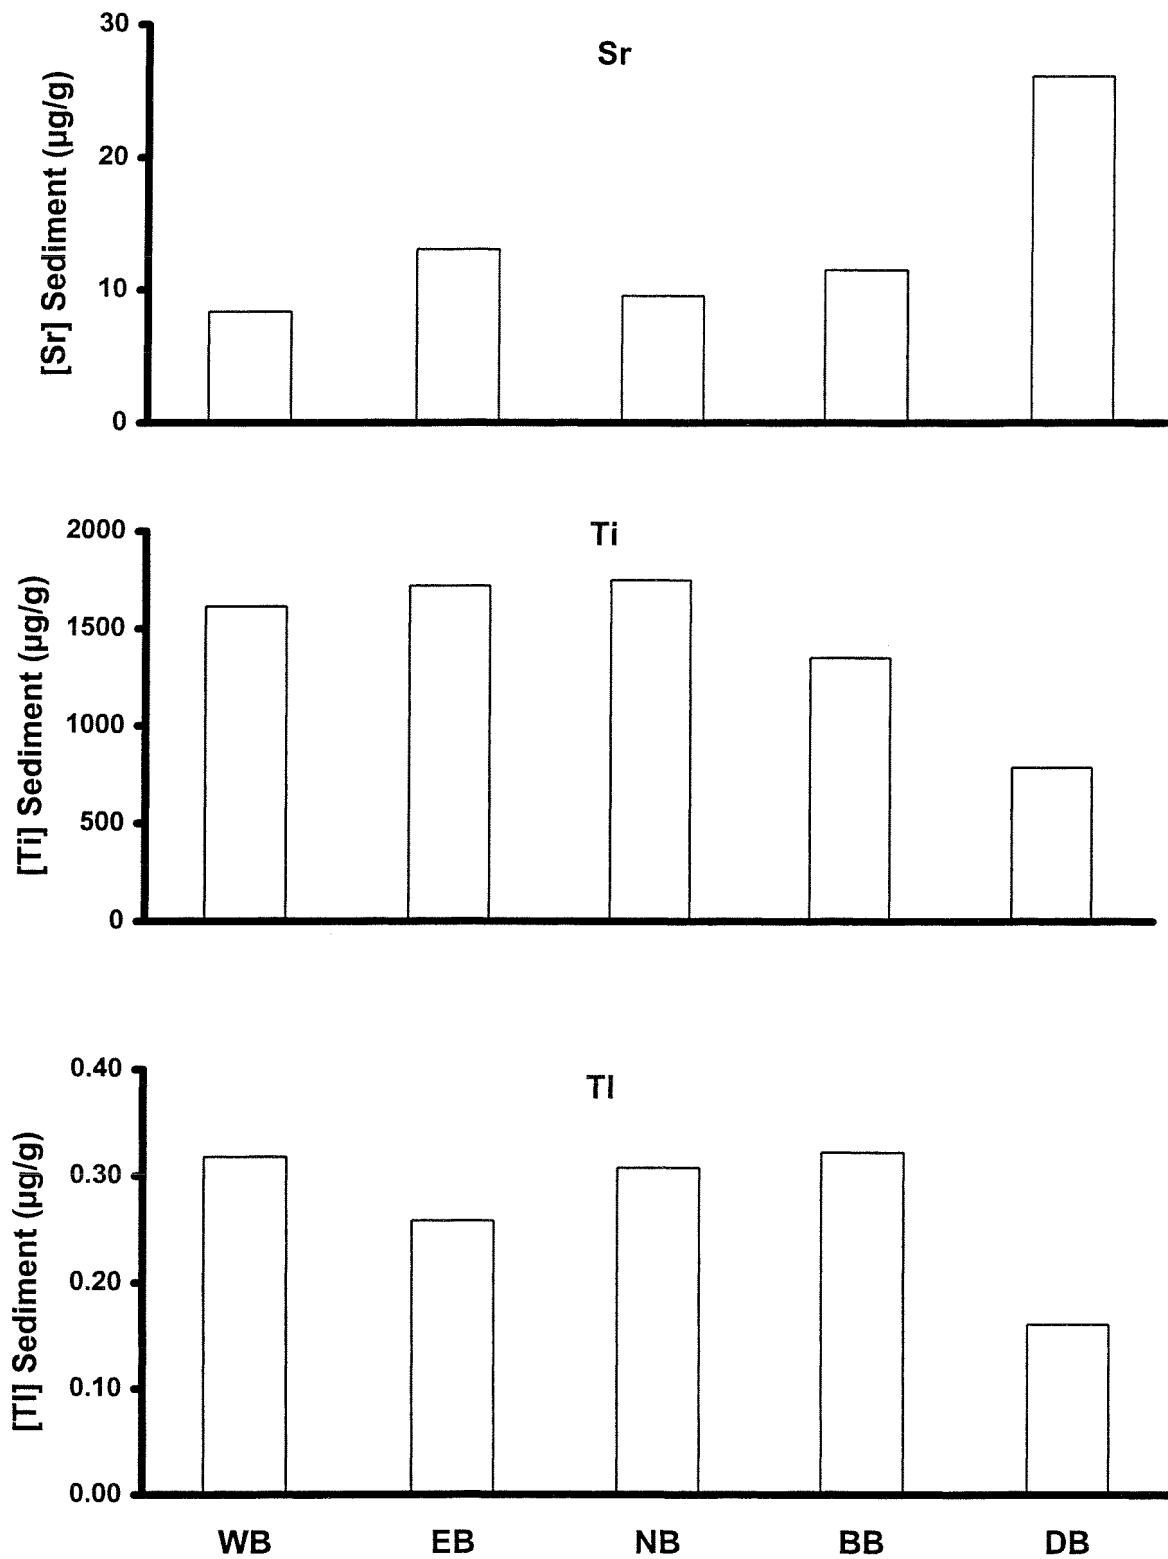 Sr
[Sr] Sediment (µg/g)
30
20
10
0
Ti
[Ti] Sediment (µg/g)
2000
1500
1000
500
0
Tl
[Tl] Sediment (µg/g)
0.40
0.30
0.20
0.10
0.00
WB EB NB BB DB